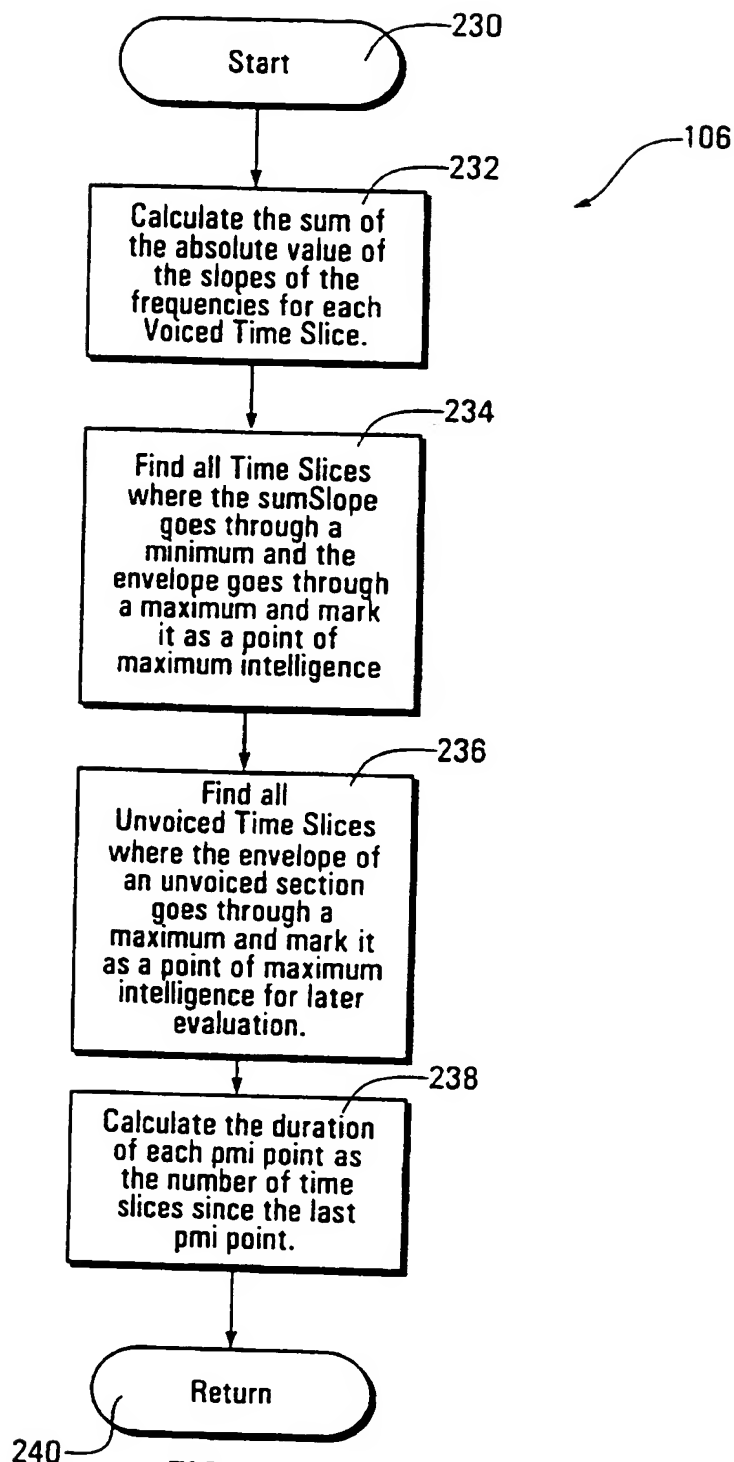 230
Start
106
232
Calculate the sum of
the absolute value of
the slopes of the
frequencies for each
Voiced Time Slice.
234
Find all Time Slices
where the sumSlope
goes through a
minimum and the
envelope goes through
a maximum and mark
it as a point of
maximum intelligence
236
Find all
Unvoiced Time Slices
where the envelope of
an unvoiced section
goes through a
maximum and mark it
as a point of maximum
intelligence for later
evaluation.
238
Calculate the duration
of each pmi point as
the number of time
slices since the last
pmi point.
Return
240